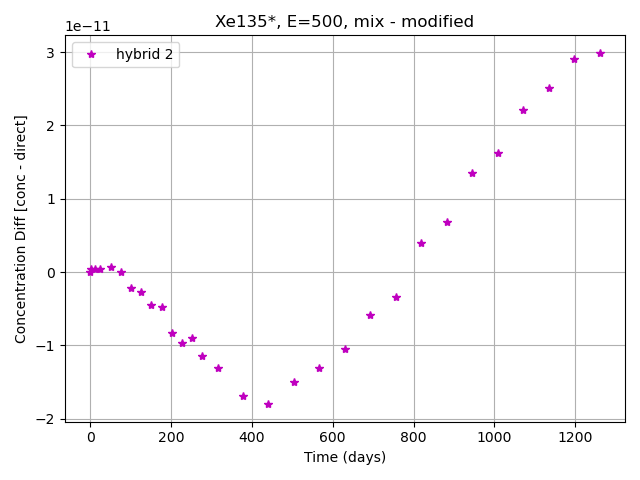 Xe135*, E=500, mix - modified
1e−11
hybrid 2
3
2
1
0
−1
−2
Concentration Diff [conc - direct]
0 200 400 600 800 1000 1200
Time (days)